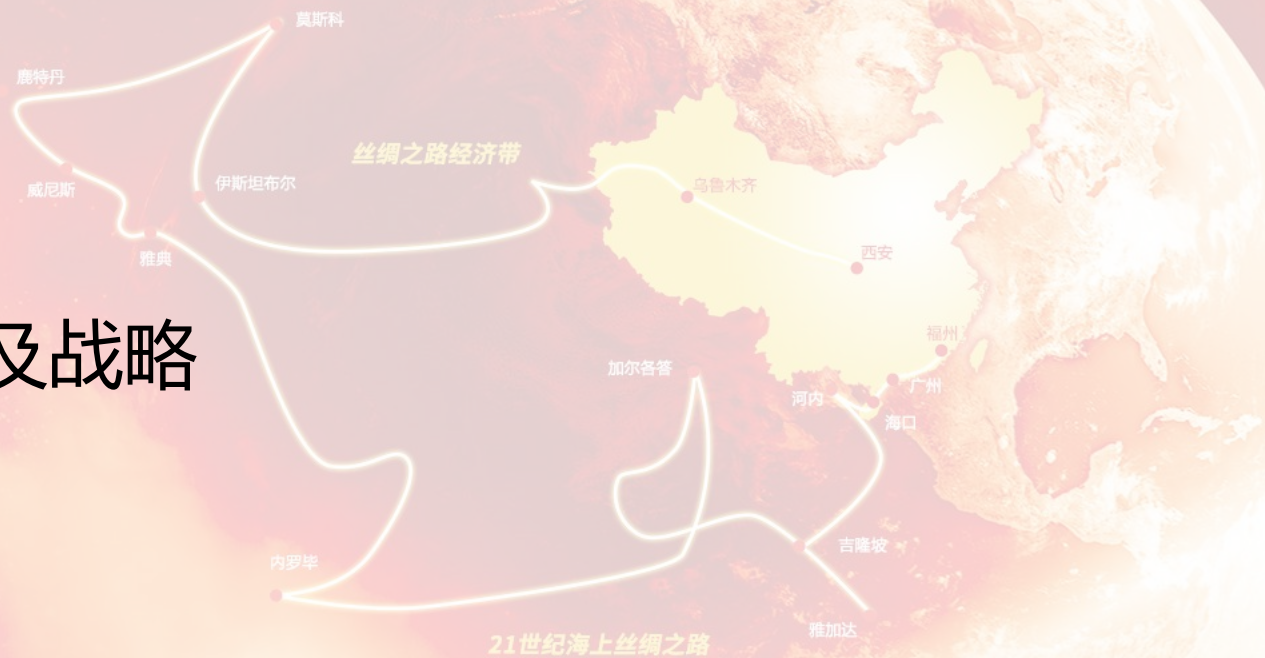 莫斯科
鹿特丹
丝绸之路经济带
威尼斯
伊斯坦布尔
乌鲁木齐
雅典
西安
及战略
福州
加尔各答
广州
河内
海口
吉隆坡
内罗毕
雅加达
21世纪海上丝绸之路